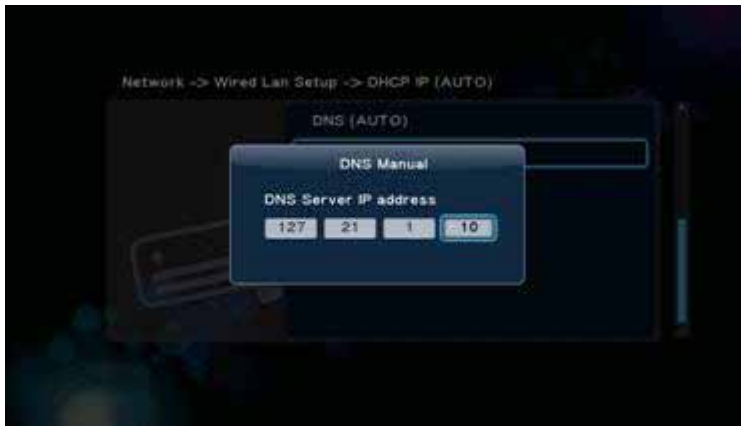 Network -> Wired Lan Setup -> DHCP IP (AUTO)
DNS (AUTO)
DNS Manual
DNS Server IP address
127 21 1 10